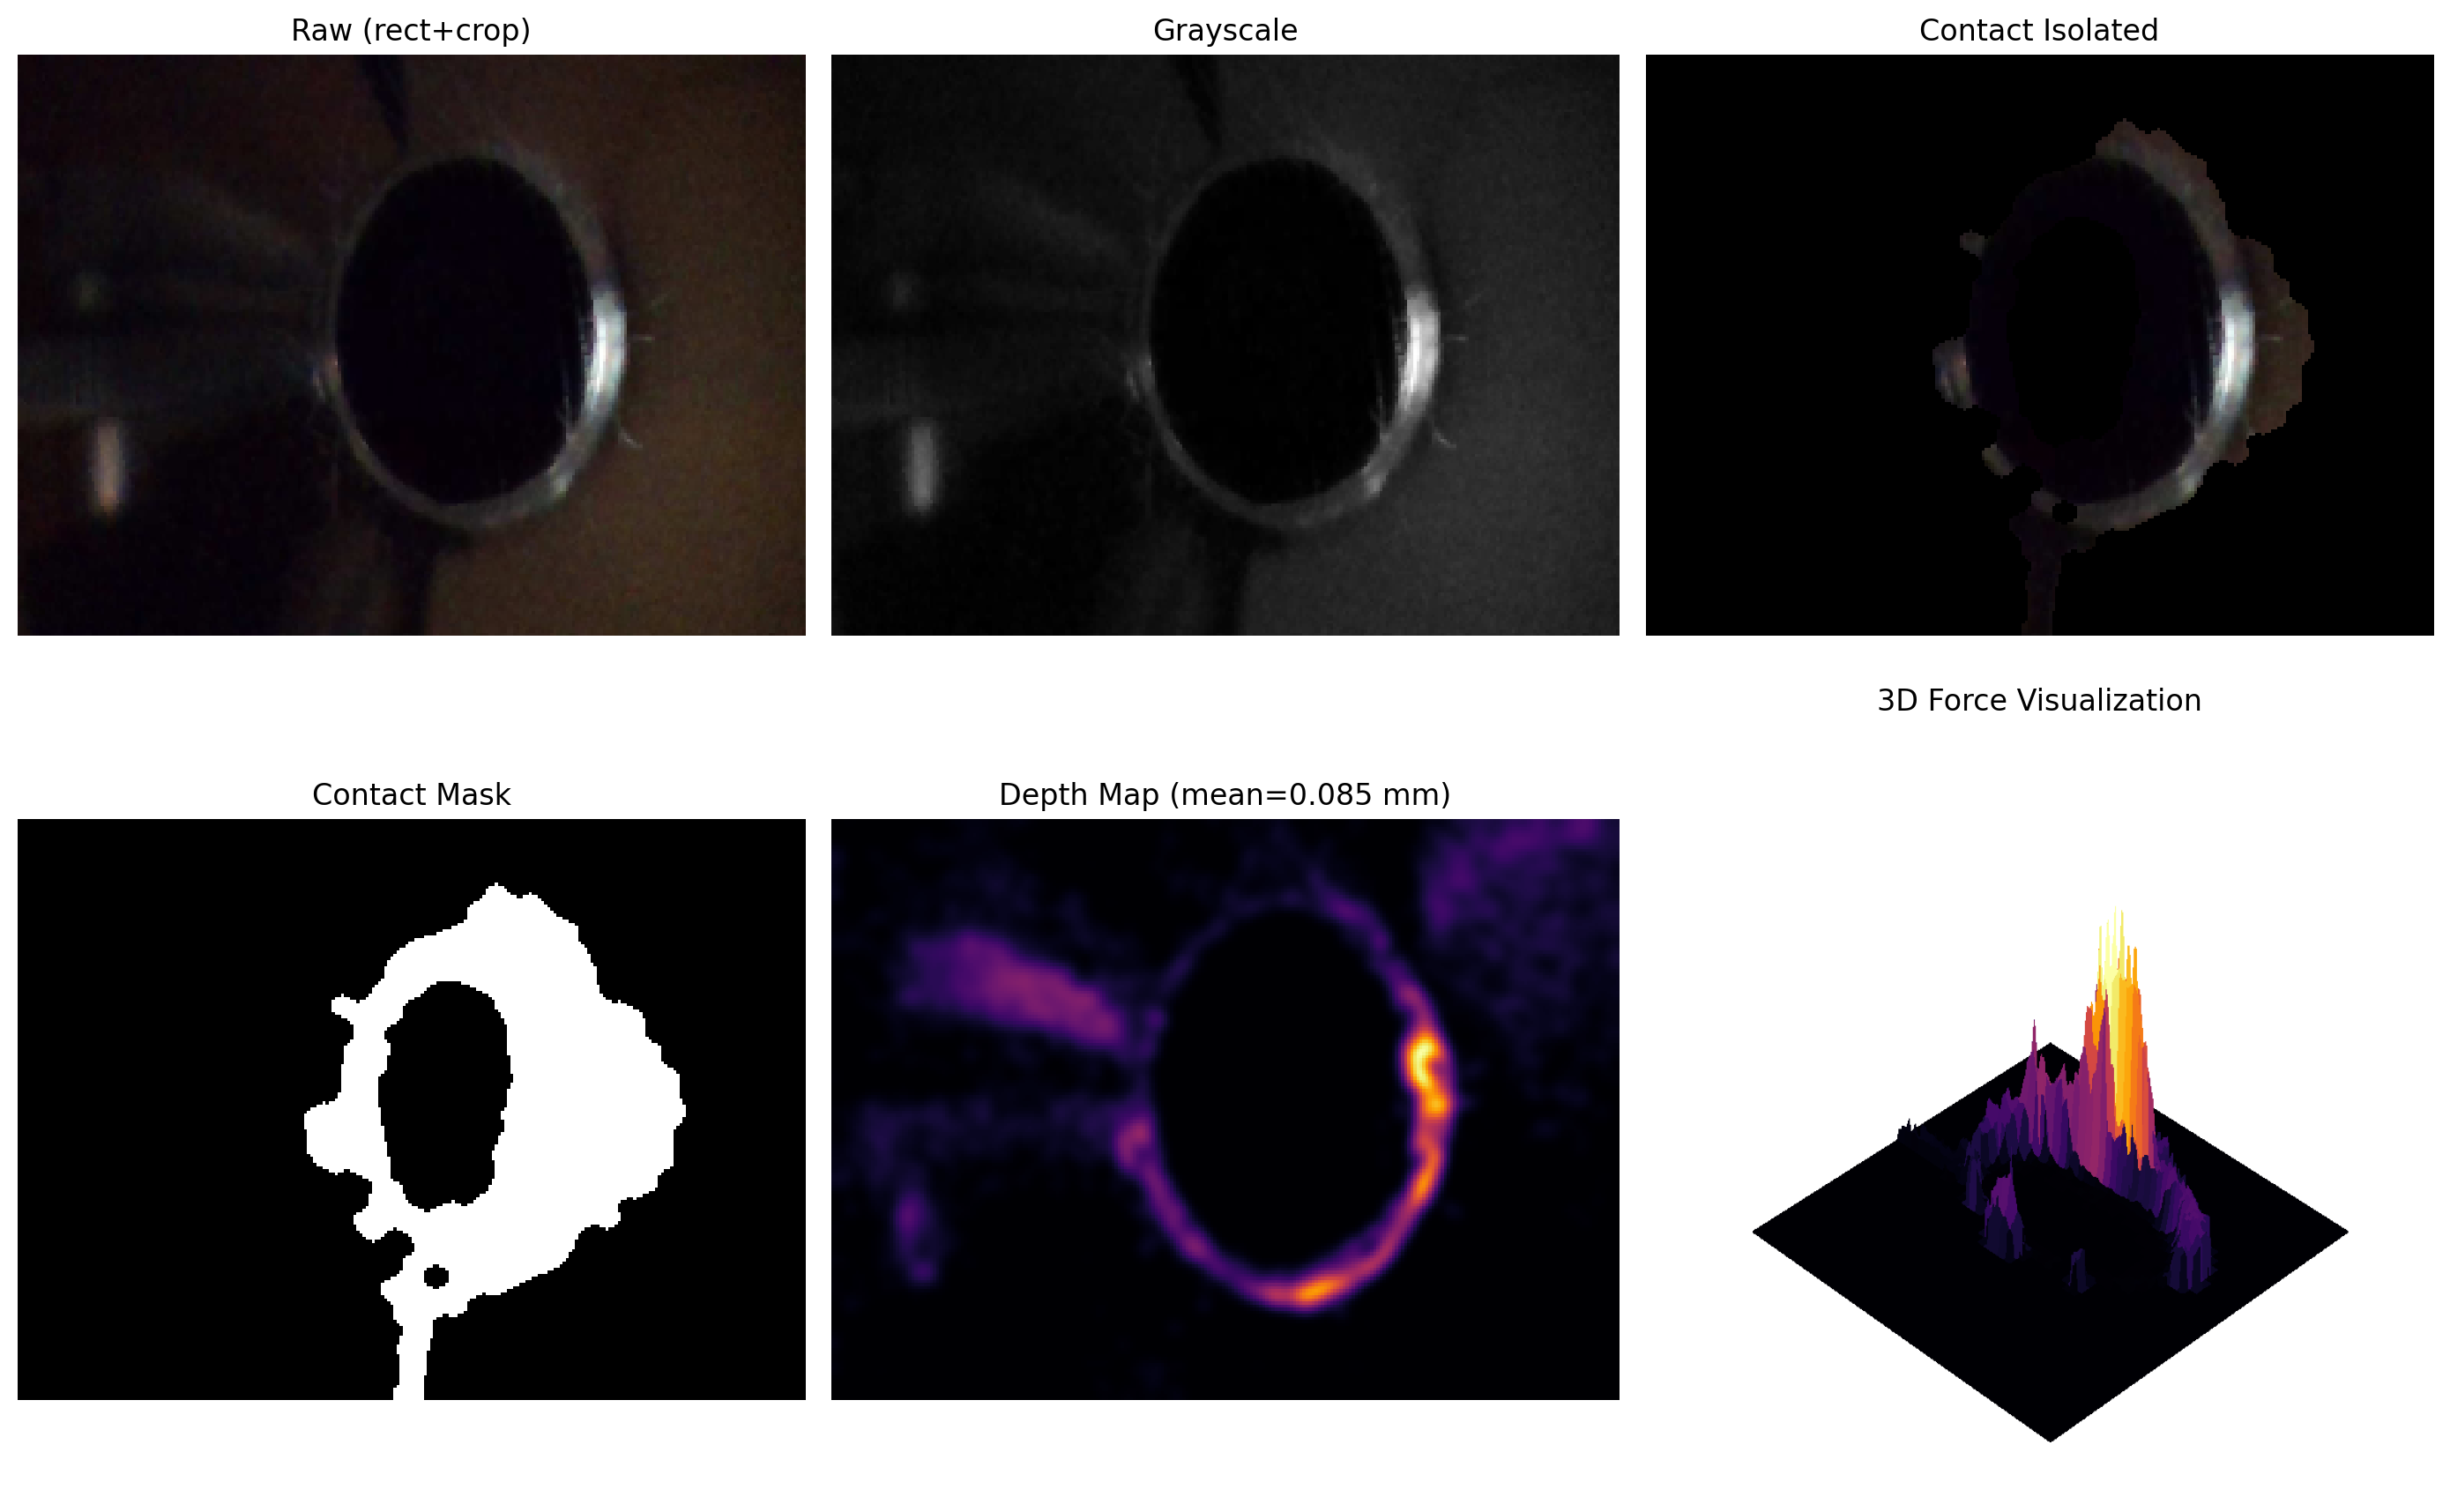 Raw (rect+crop)
Grayscale
Contact Isolated
Contact Mask
Depth Map (mean=0.085 mm)
3D Force Visualization